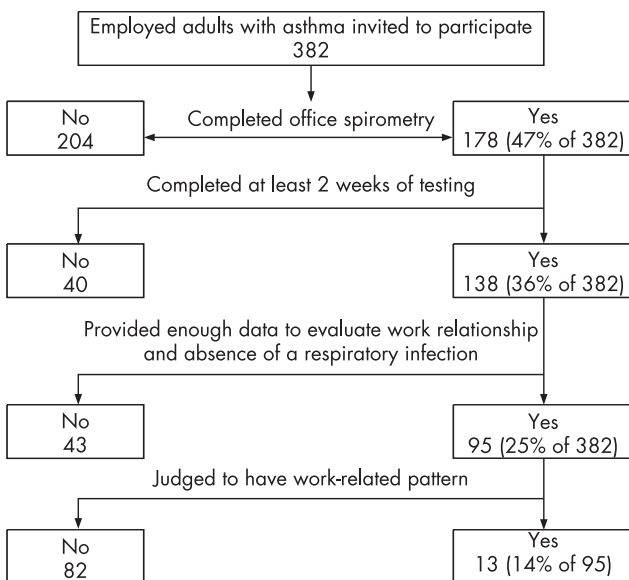 Employed adults with asthma invited to participate
382
No
204
Completed office spirometry
Yes
178 (47% of 382)
Completed at least 2 weeks of testing
No
40
Yes
138 (36% of 382)
Provided enough data to evaluate work relationship
and absence of a respiratory infection
No
43
Yes
95 (25% of 382)
Judged to have work-related pattern
No
82
Yes
13 (14% of 95)